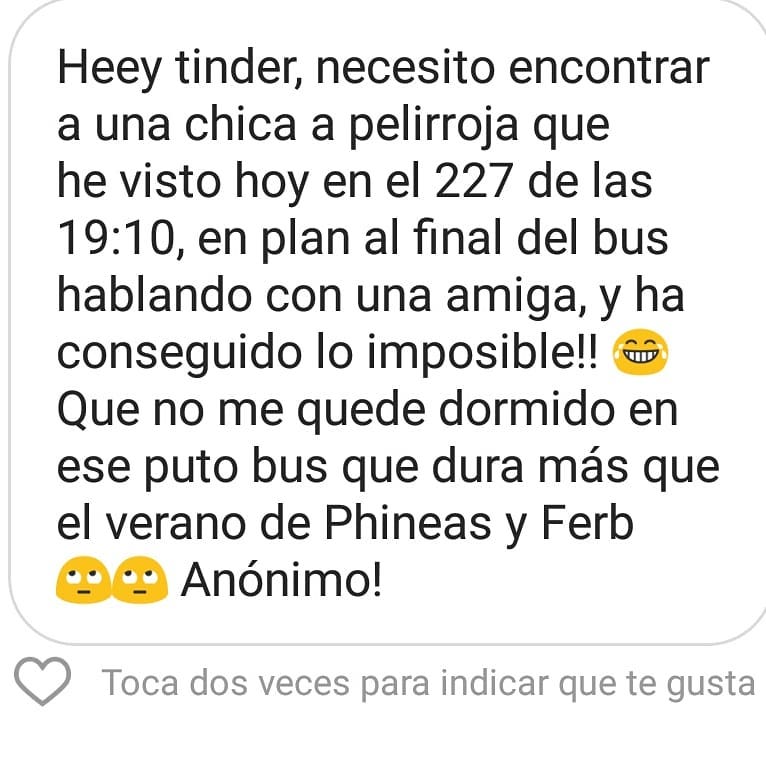 Heey tinder, necesito encontrar
a una chica a pelirroja que
he visto hoy en el 227 de las
19:10, en plan al final del bus
hablando con una amiga, y ha
conseguido lo imposible!! 😂
Que no me quede dormido en
ese puto bus que dura más que
el verano de Phineas y Ferb
🙄🙄 Anónimo!
Toca dos veces para indicar que te gusta